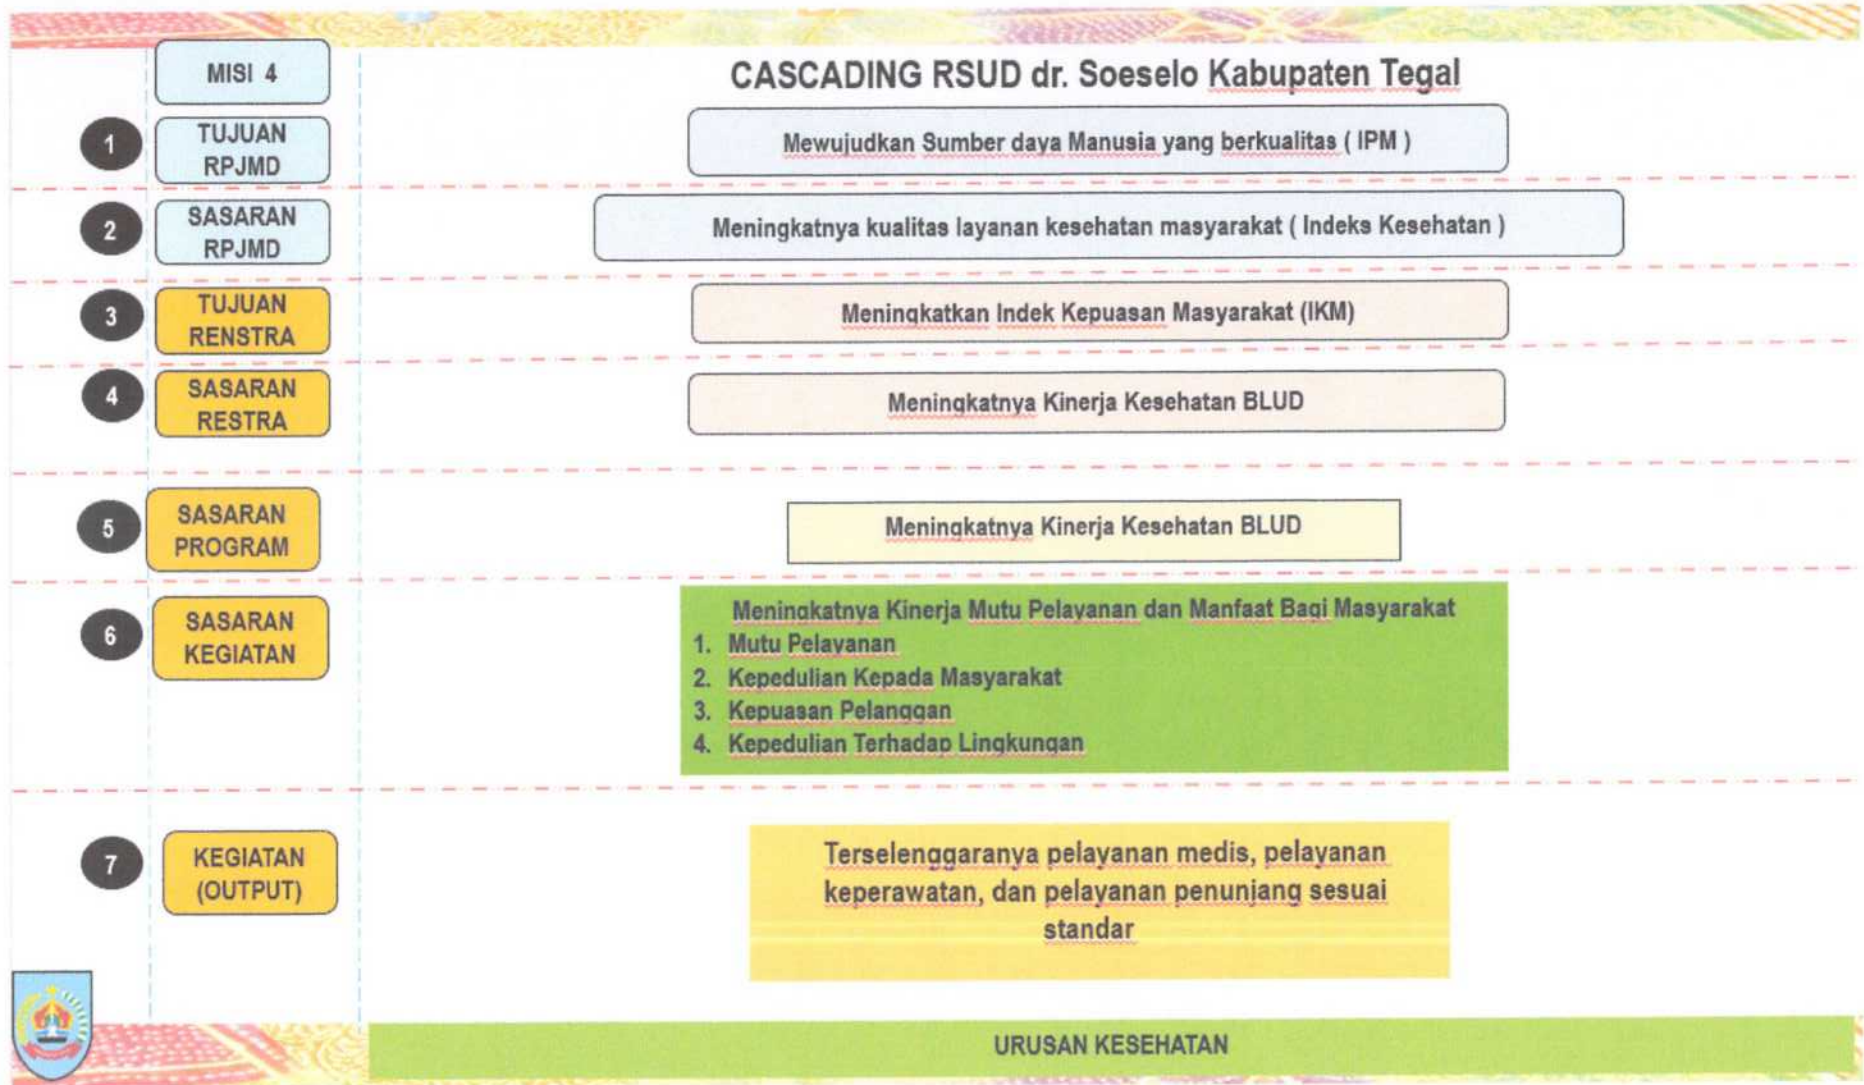 MISI 4
CASCADING RSUD dr. Soeselo Kabupaten Tegal
1
TUJUAN
RPJMD
Mewujudkan Sumber daya Manusia yang berkualitas ( IPM )
2
SASARAN
RPJMD
Meningkatnya kualitas layanan kesehatan masyarakat ( Indeks Kesehatan )
3
TUJUAN
RENSTRA
Meningkatkan Indek Kepuasan Masyarakat (IKM)
4
SASARAN
RESTRA
Meningkatnya Kinerja Kesehatan BLUD
5
SASARAN
PROGRAM
Meningkatnya Kinerja Kesehatan BLUD
6
SASARAN
KEGIATAN
Meningkatnya Kinerja Mutu Pelayanan dan Manfaat Bagi Masyarakat
1. Mutu Pelayanan
2. Kepedulian Kepada Masyarakat
3. Kepuasan Pelanggan
4. Kepedulian Terhadap Lingkungan
7
KEGIATAN
(OUTPUT)
Terselenggaranya pelayanan medis, pelayanan
keperawatan, dan pelayanan penunjang sesuai
standar
URUSAN KESEHATAN